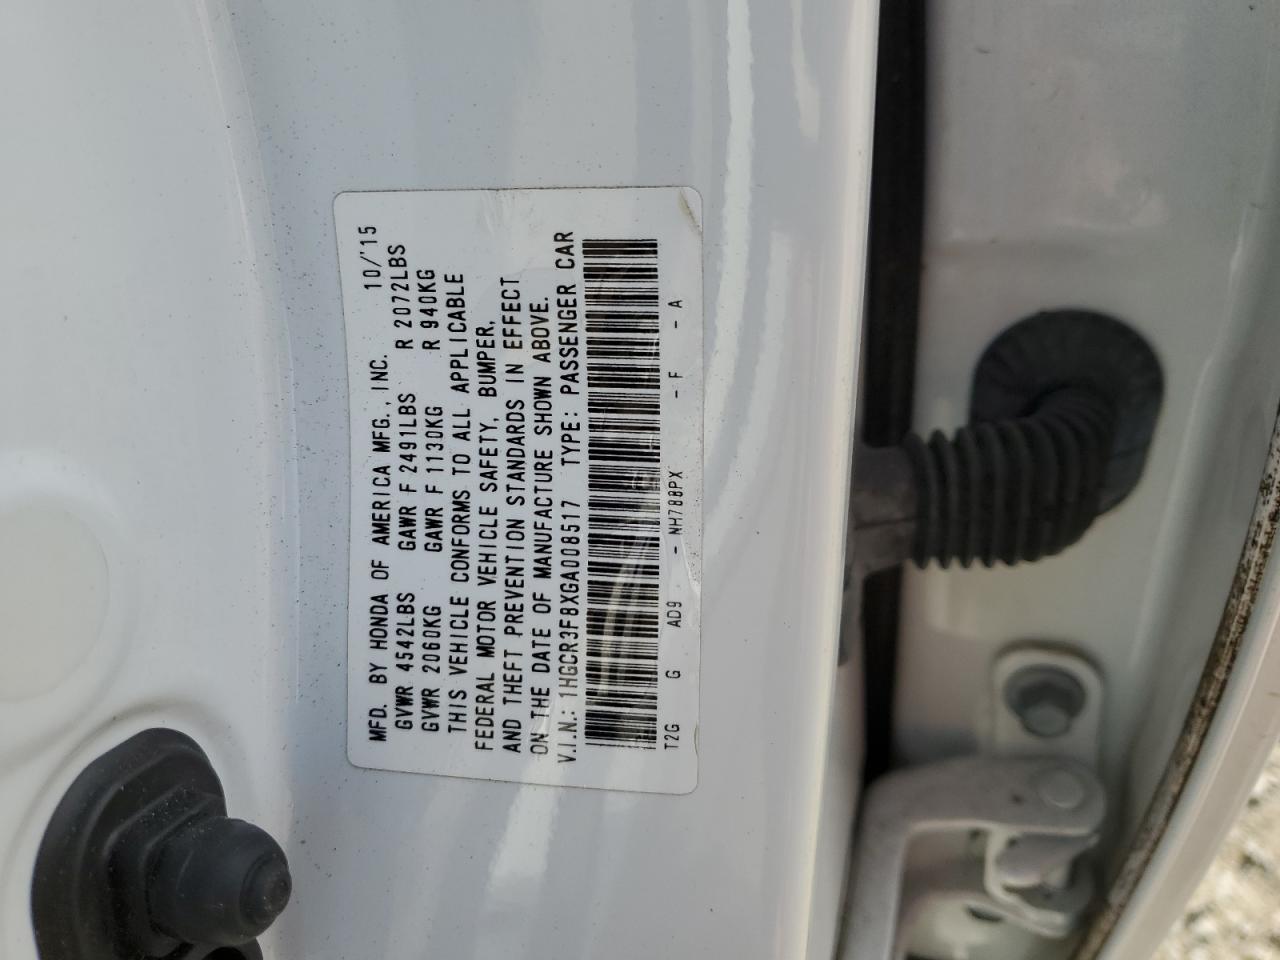 MFD. BY HONDA OF AMERICA MFG., INC. 10/'15
GVWR 4542LBS GAWR F 2491LBS R 2072LBS
GVWR 2060KG GAWR F 1130KG R 940KG
THIS VEHICLE CONFORMS TO ALL APPLICABLE
FEDERAL MOTOR VEHICLE SAFETY, BUMPER,
AND THEFT PREVENTION STANDARDS IN EFFECT
ON THE DATE OF MANUFACTURE SHOWN ABOVE.
V.I.N.: 1HGCR3F8XGA008517 TYPE: PASSENGER CAR
T2G G AD9 - NH788PX - F - A